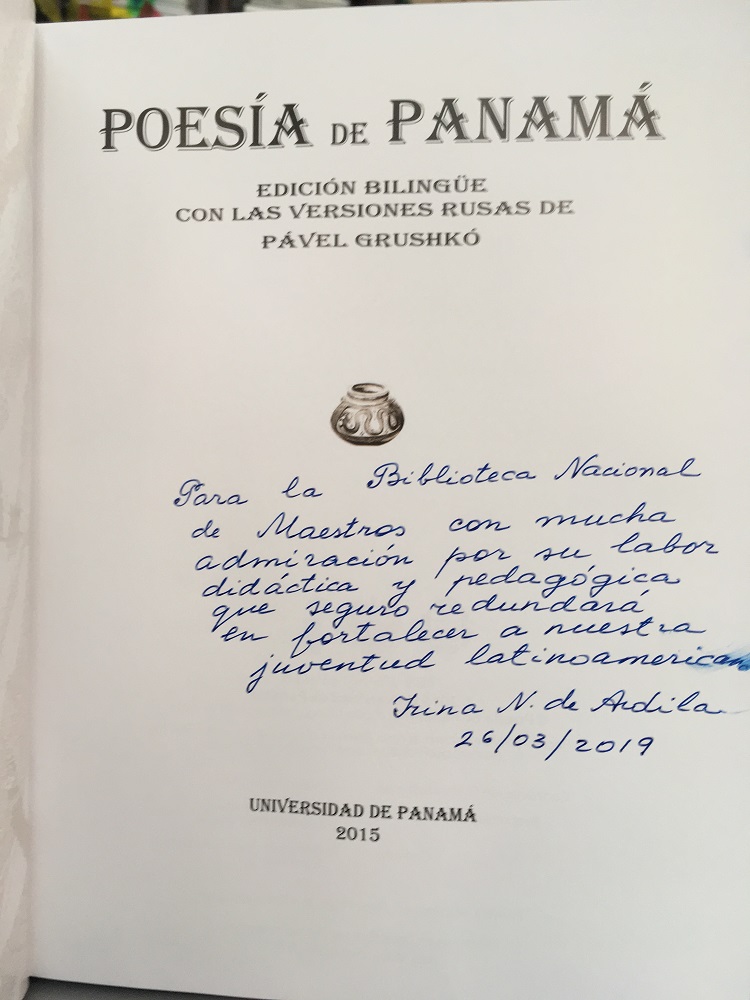 POESÍA DE PANAMÁ
EDICIÓN BILINGÜE
CON LAS VERSIONES RUSAS DE
PÁVEL GRUSHKÓ
Para la Biblioteca Nacional
de Maestros con mucha
admiración por su labor
didáctica y pedagógica
que seguro redundará
en fortalecer a nuestra
juventud latinoamericana
Irina N. de Ardila
26/03/2019
UNIVERSIDAD DE PANAMÁ
2015